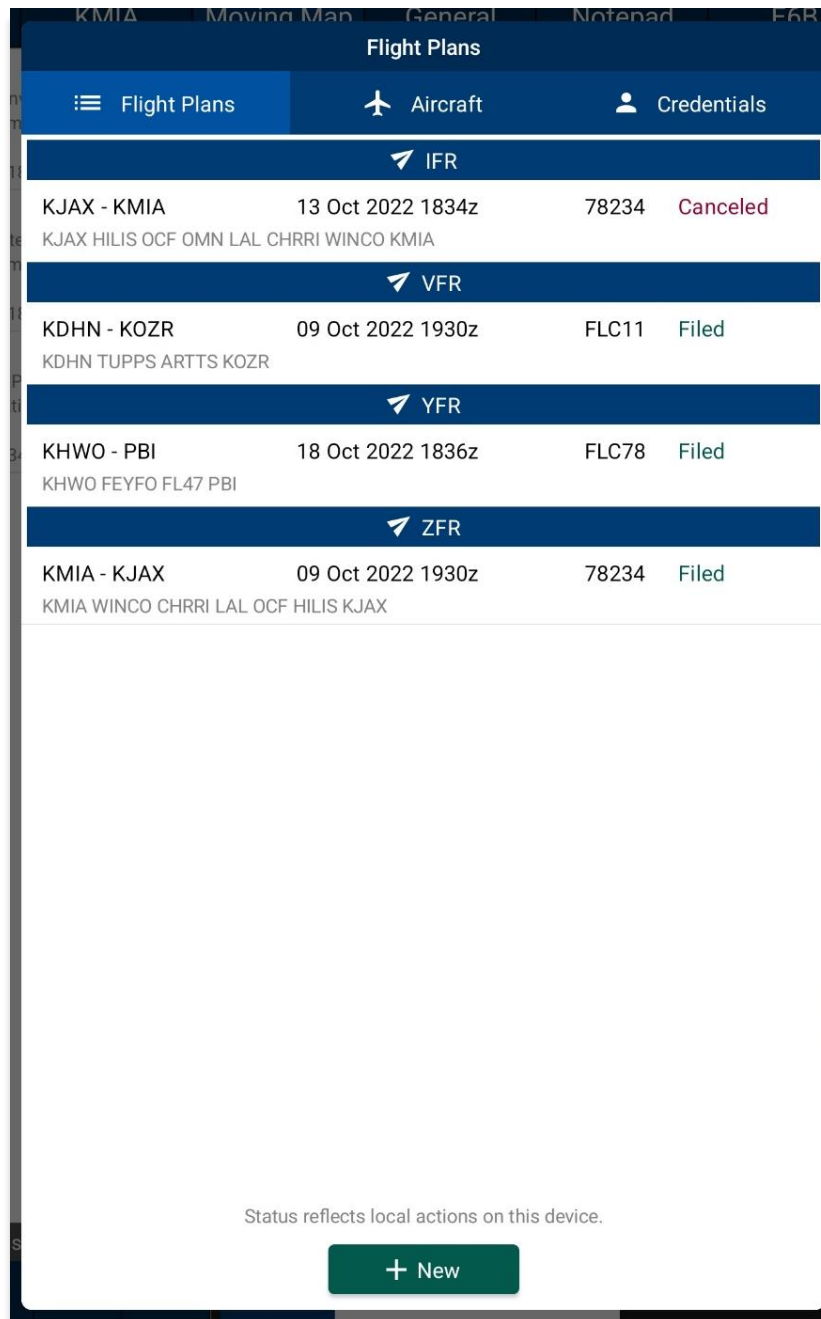 KMIA Moving Map General Notepad E6B
Flight Plans
Flight Plans Aircraft Credentials
IFR
KJAX - KMIA 13 Oct 2022 1834z 78234 Canceled
KJAX HILIS OCF OMN LAL CHRRI WINCO KMIA
VFR
KDHN - KOZR 09 Oct 2022 1930z FLC11 Filed
KDHN TUPPS ARTTS KOZR
YFR
KHWO - PBI 18 Oct 2022 1836z FLC78 Filed
KHWO FEYFO FL47 PBI
ZFR
KMIA - KJAX 09 Oct 2022 1930z 78234 Filed
KMIA WINCO CHRRI LAL OCF HILIS KJAX
Status reflects local actions on this device.
+ New